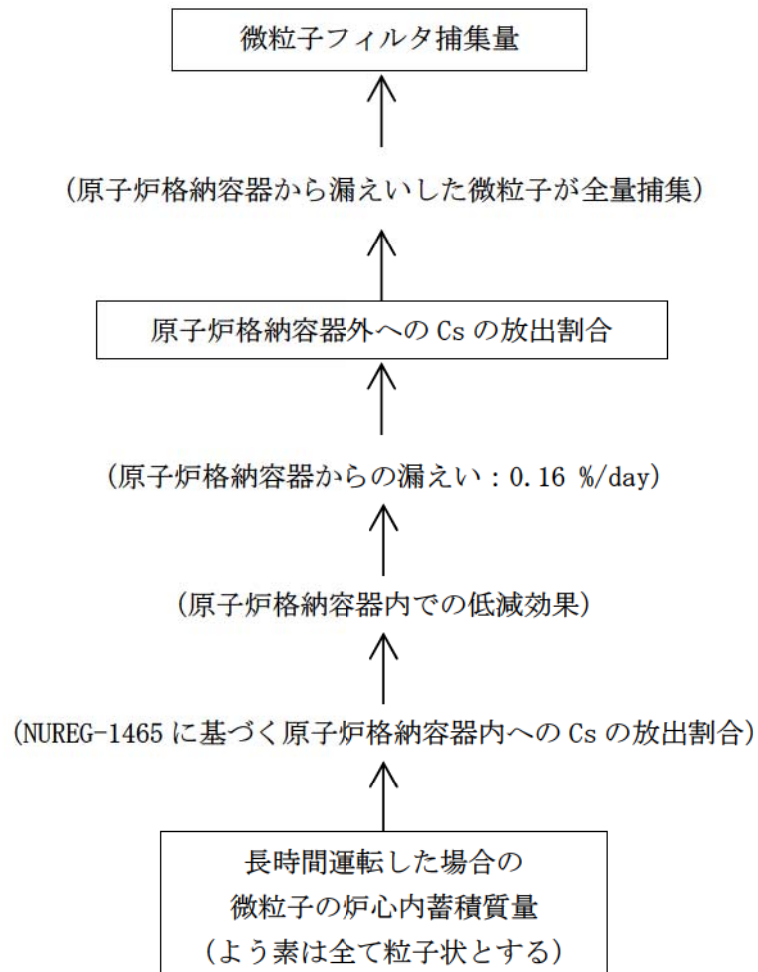 微粒子フィルタ捕集量
(原子炉格納容器から漏えいした微粒子が全量捕集)
原子炉格納容器外への Cs の放出割合
(原子炉格納容器からの漏えい：0.16 %/day)
(原子炉格納容器内での低減効果)
(NUREG-1465 に基づく原子炉格納容器内への Cs の放出割合)
長時間運転した場合の
微粒子の炉心内蓄積質量
(よう素は全て粒子状とする)